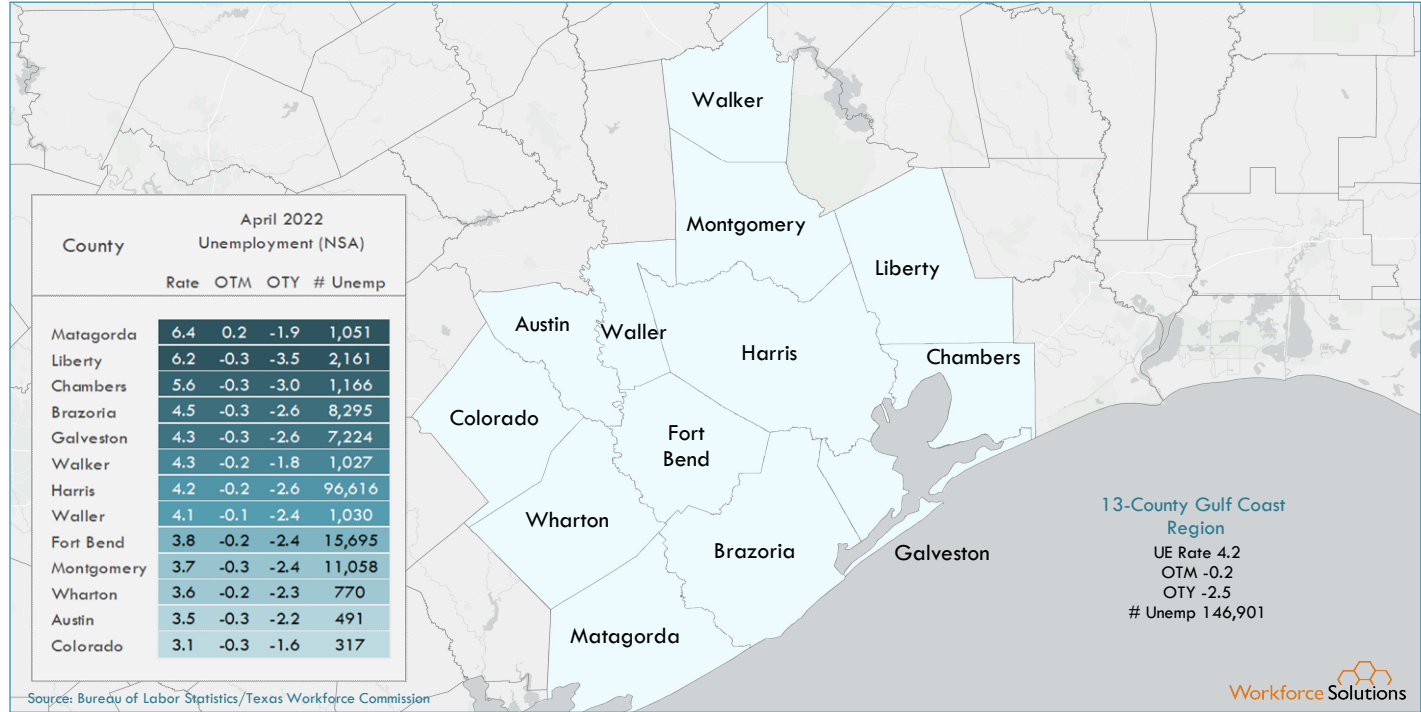 Walker
Montgomery
Liberty
Austin
Waller
Harris
Chambers
Colorado
Fort
Bend
Wharton
Brazoria
Galveston
Matagorda
April 2022
County Unemployment (NSA)
Rate OTM OTY # Unemp
Matagorda 6.4 0.2 -1.9 1,051
Liberty 6.2 -0.3 -3.5 2,161
Chambers 5.6 -0.3 -3.0 1,166
Brazoria 4.5 -0.3 -2.6 8,295
Galveston 4.3 -0.3 -2.6 7,224
Walker 4.3 -0.2 -1.8 1,027
Harris 4.2 -0.2 -2.6 96,616
Waller 4.1 -0.1 -2.4 1,030
Fort Bend 3.8 -0.2 -2.4 15,695
Montgomery 3.7 -0.3 -2.4 11,058
Wharton 3.6 -0.2 -2.3 770
Austin 3.5 -0.3 -2.2 491
Colorado 3.1 -0.3 -1.6 317
13-County Gulf Coast
Region
UE Rate 4.2
OTM -0.2
OTY -2.5
# Unemp 146,901
Source: Bureau of Labor Statistics/Texas Workforce Commission
Workforce Solutions